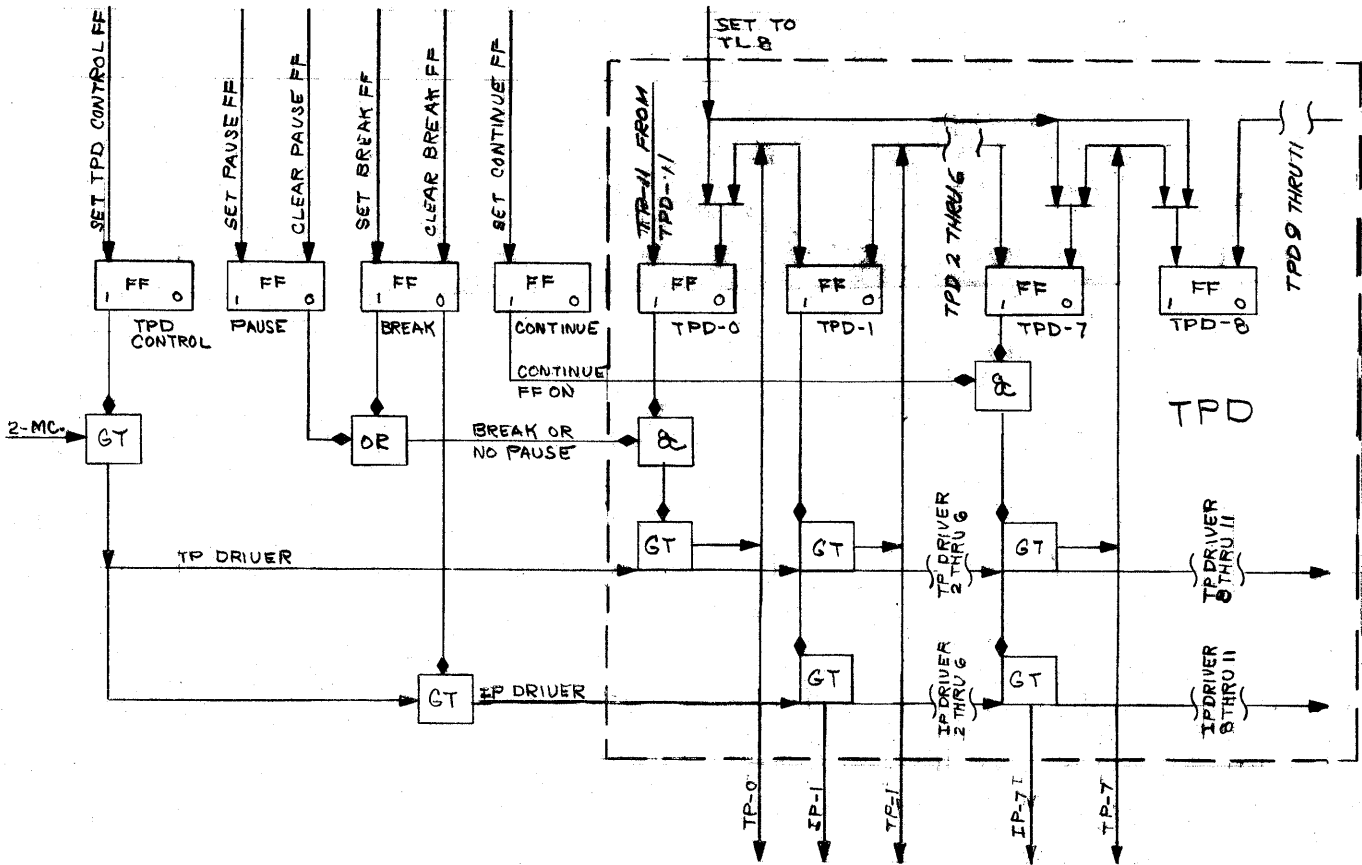 SET TPD CONTROL FF
SET PAUSE FF
CLEAR PAUSE FF
SET BREAK FF
CLEAR BREAK FF
SET CONTINUE FF
SET TO
TL 8
FROM
TPD-11
TPD 2 THRU 6
TPD 9 THRU 11
FF
1 0
TPD
CONTROL
FF
1 0
PAUSE
FF
1 0
BREAK
FF
1 0
CONTINUE
FF
1 0
TPD-0
FF
1 0
TPD-1
FF
1 0
TPD-7
FF
1 0
TPD-8
CONTINUE
FF ON
&
TPD
2-MC.
GT
OR
BREAK OR
NO PAUSE
&
GT
GT
GT
TP DRIVER
TP DRIVER
2 THRU 6
TP DRIVER
8 THRU 11
GT
GT
GT
IP DRIVER
IP DRIVER
2 THRU 6
IP DRIVER
8 THRU 11
TP-0
IP-1
TP-1
IP-7
TP-7